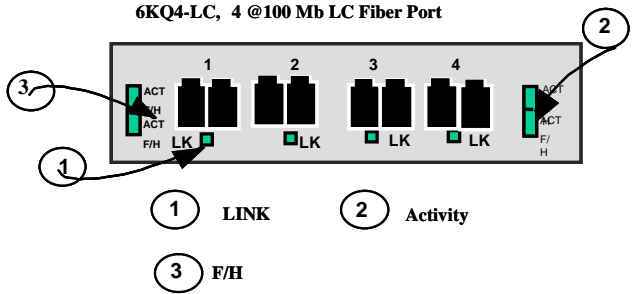 6KQ4-LC, 4 @100 Mb LC Fiber Port
2
1 2 3 4
3
ACT
F/H
ACT
F/H
LK LK LK LK
ACT
ACT
F/
H
1
1 LINK 2 Activity
3 F/H